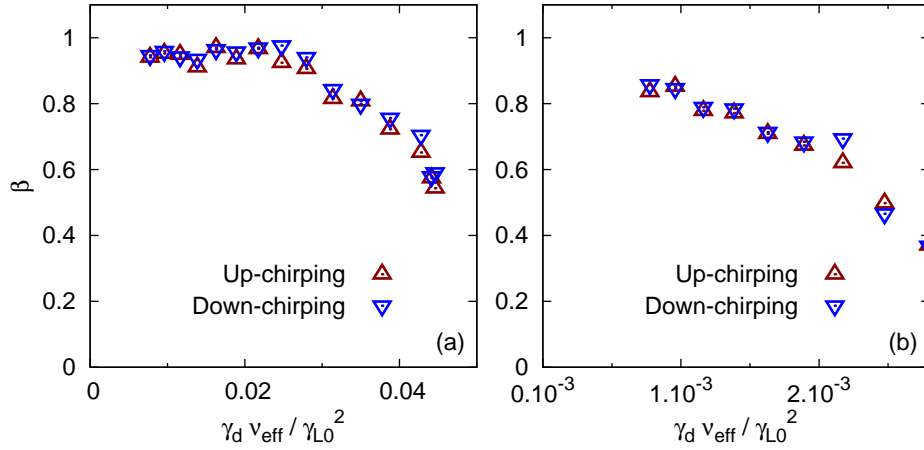 1
0.8
0.6
0.4
0.2
0
β
0 0.02 0.04
γd νeff / γL0²
Up-chirping
Down-chirping
(a)
1
0.8
0.6
0.4
0.2
0
0.10⁻³ 1.10⁻³ 2.10⁻³
γd νeff / γL0²
Up-chirping
Down-chirping
(b)